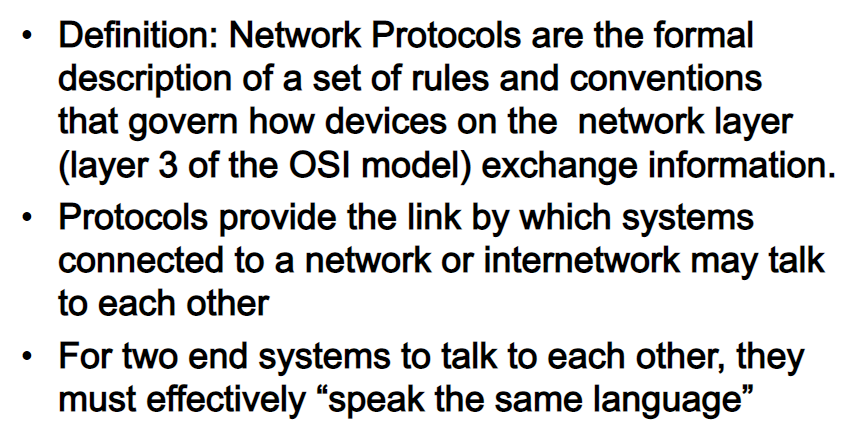 • Definition: Network Protocols are the formal
description of a set of rules and conventions
that govern how devices on the  network layer
(layer 3 of the OSI model) exchange information.
• Protocols provide the link by which systems
connected to a network or internetwork may talk
to each other
• For two end systems to talk to each other, they
must effectively “speak the same language”